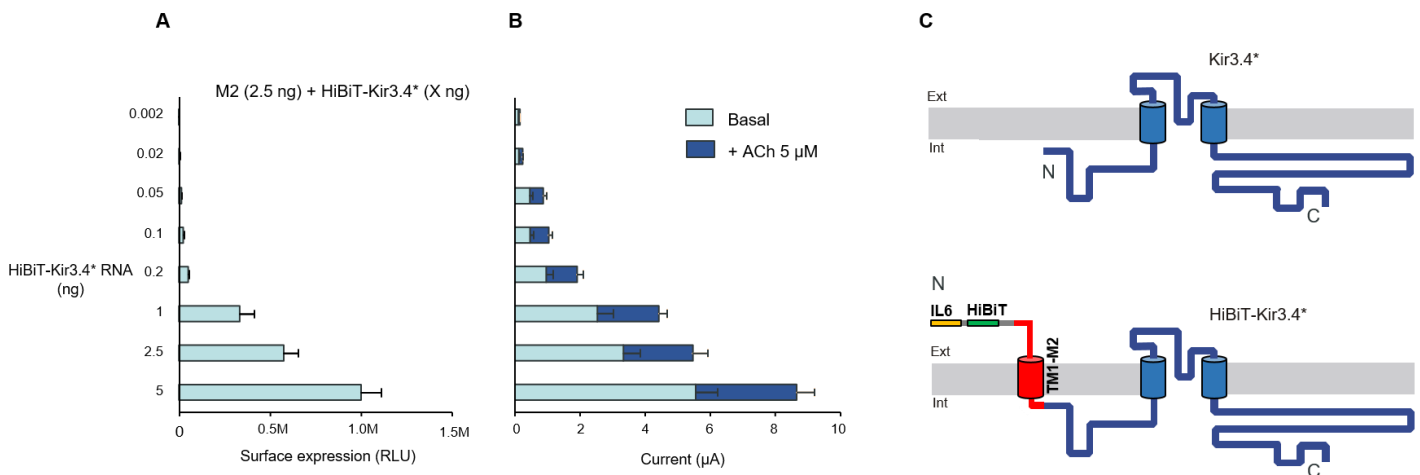 A
B
C
M2 (2.5 ng) + HiBiT-Kir3.4* (X ng)
HiBiT-Kir3.4* RNA
(ng)
0.002
0.02
0.05
0.1
0.2
1
2.5
5
0
0.5M
1.0M
1.5M
Surface expression (RLU)
Basal
+ ACh 5 µM
0
2
4
6
8
10
Current (µA)
Kir3.4*
Ext
Int
N
C
N
IL6
HiBiT
HiBiT-Kir3.4*
Ext
TM1-M2
Int
C